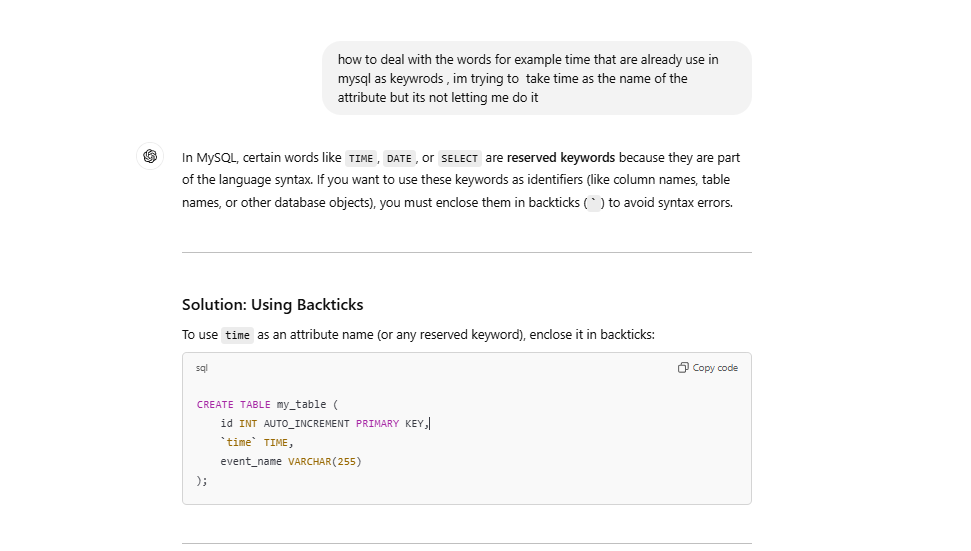 how to deal with the words for example time that are already use in
mysql as keywrods , im trying to  take time as the name of the
attribute but its not letting me do it
In MySQL, certain words like TIME, DATE, or SELECT are reserved keywords because they are part
of the language syntax. If you want to use these keywords as identifiers (like column names, table
names, or other database objects), you must enclose them in backticks (`) to avoid syntax errors.
Solution: Using Backticks
To use time as an attribute name (or any reserved keyword), enclose it in backticks:
sql
Copy code
CREATE TABLE my_table (
    id INT AUTO_INCREMENT PRIMARY KEY,
    `time` TIME,
    event_name VARCHAR(255)
);